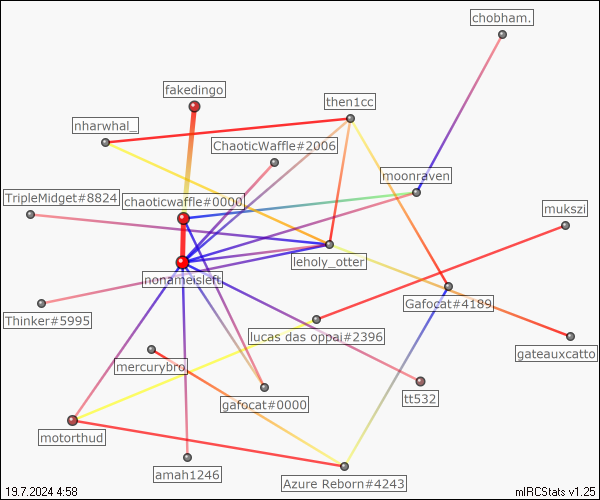 chobham.
fakedingo
then1cc
nharwhal_
ChaoticWaffle#2006
moonraven
TripleMidget#8824
chaoticwaffle#0000
mukszi
leholy_otter
nonameisleft
Gafocat#4189
Thinker#5995
lucas das oppai#2396
gateauxcatto
mercurybro
gafocat#0000
tt532
motorthud
amah1246
Azure Reborn#4243
19.7.2024 4:58
mIRCStats v1.25